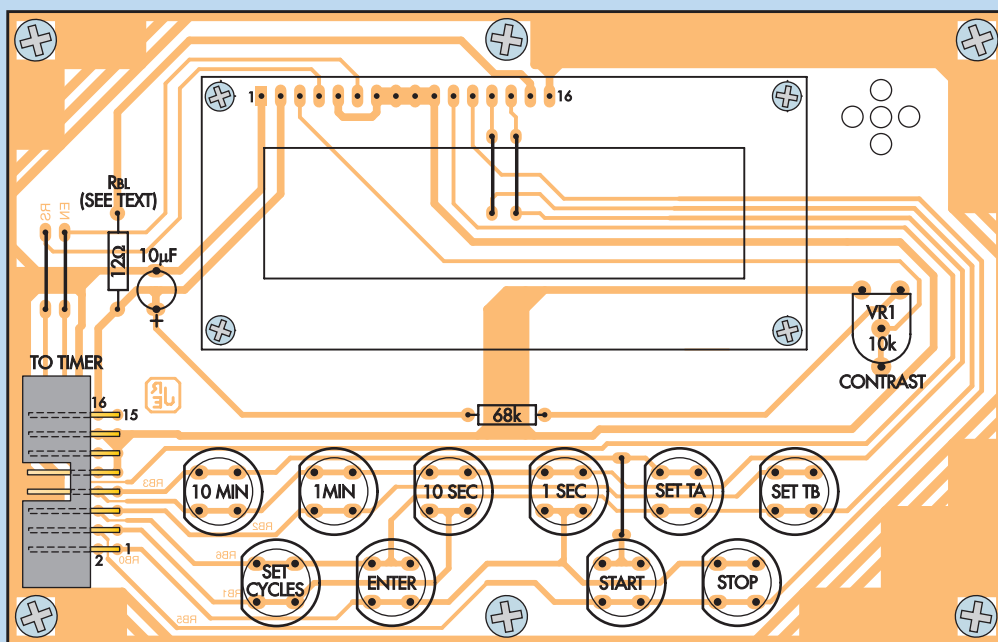 1
16
RBL
(SEE TEXT)
RS
EN
12Ω
10µF
+
VR1
10k
CONTRAST
TO TIMER
16
15
JR
E
68k
RB3
10 MIN
1MIN
10 SEC
1 SEC
SET TA
SET TB
RB2
RB6
1
2
RB0
SET
CYCLES
ENTER
START
STOP
RB1
RB5